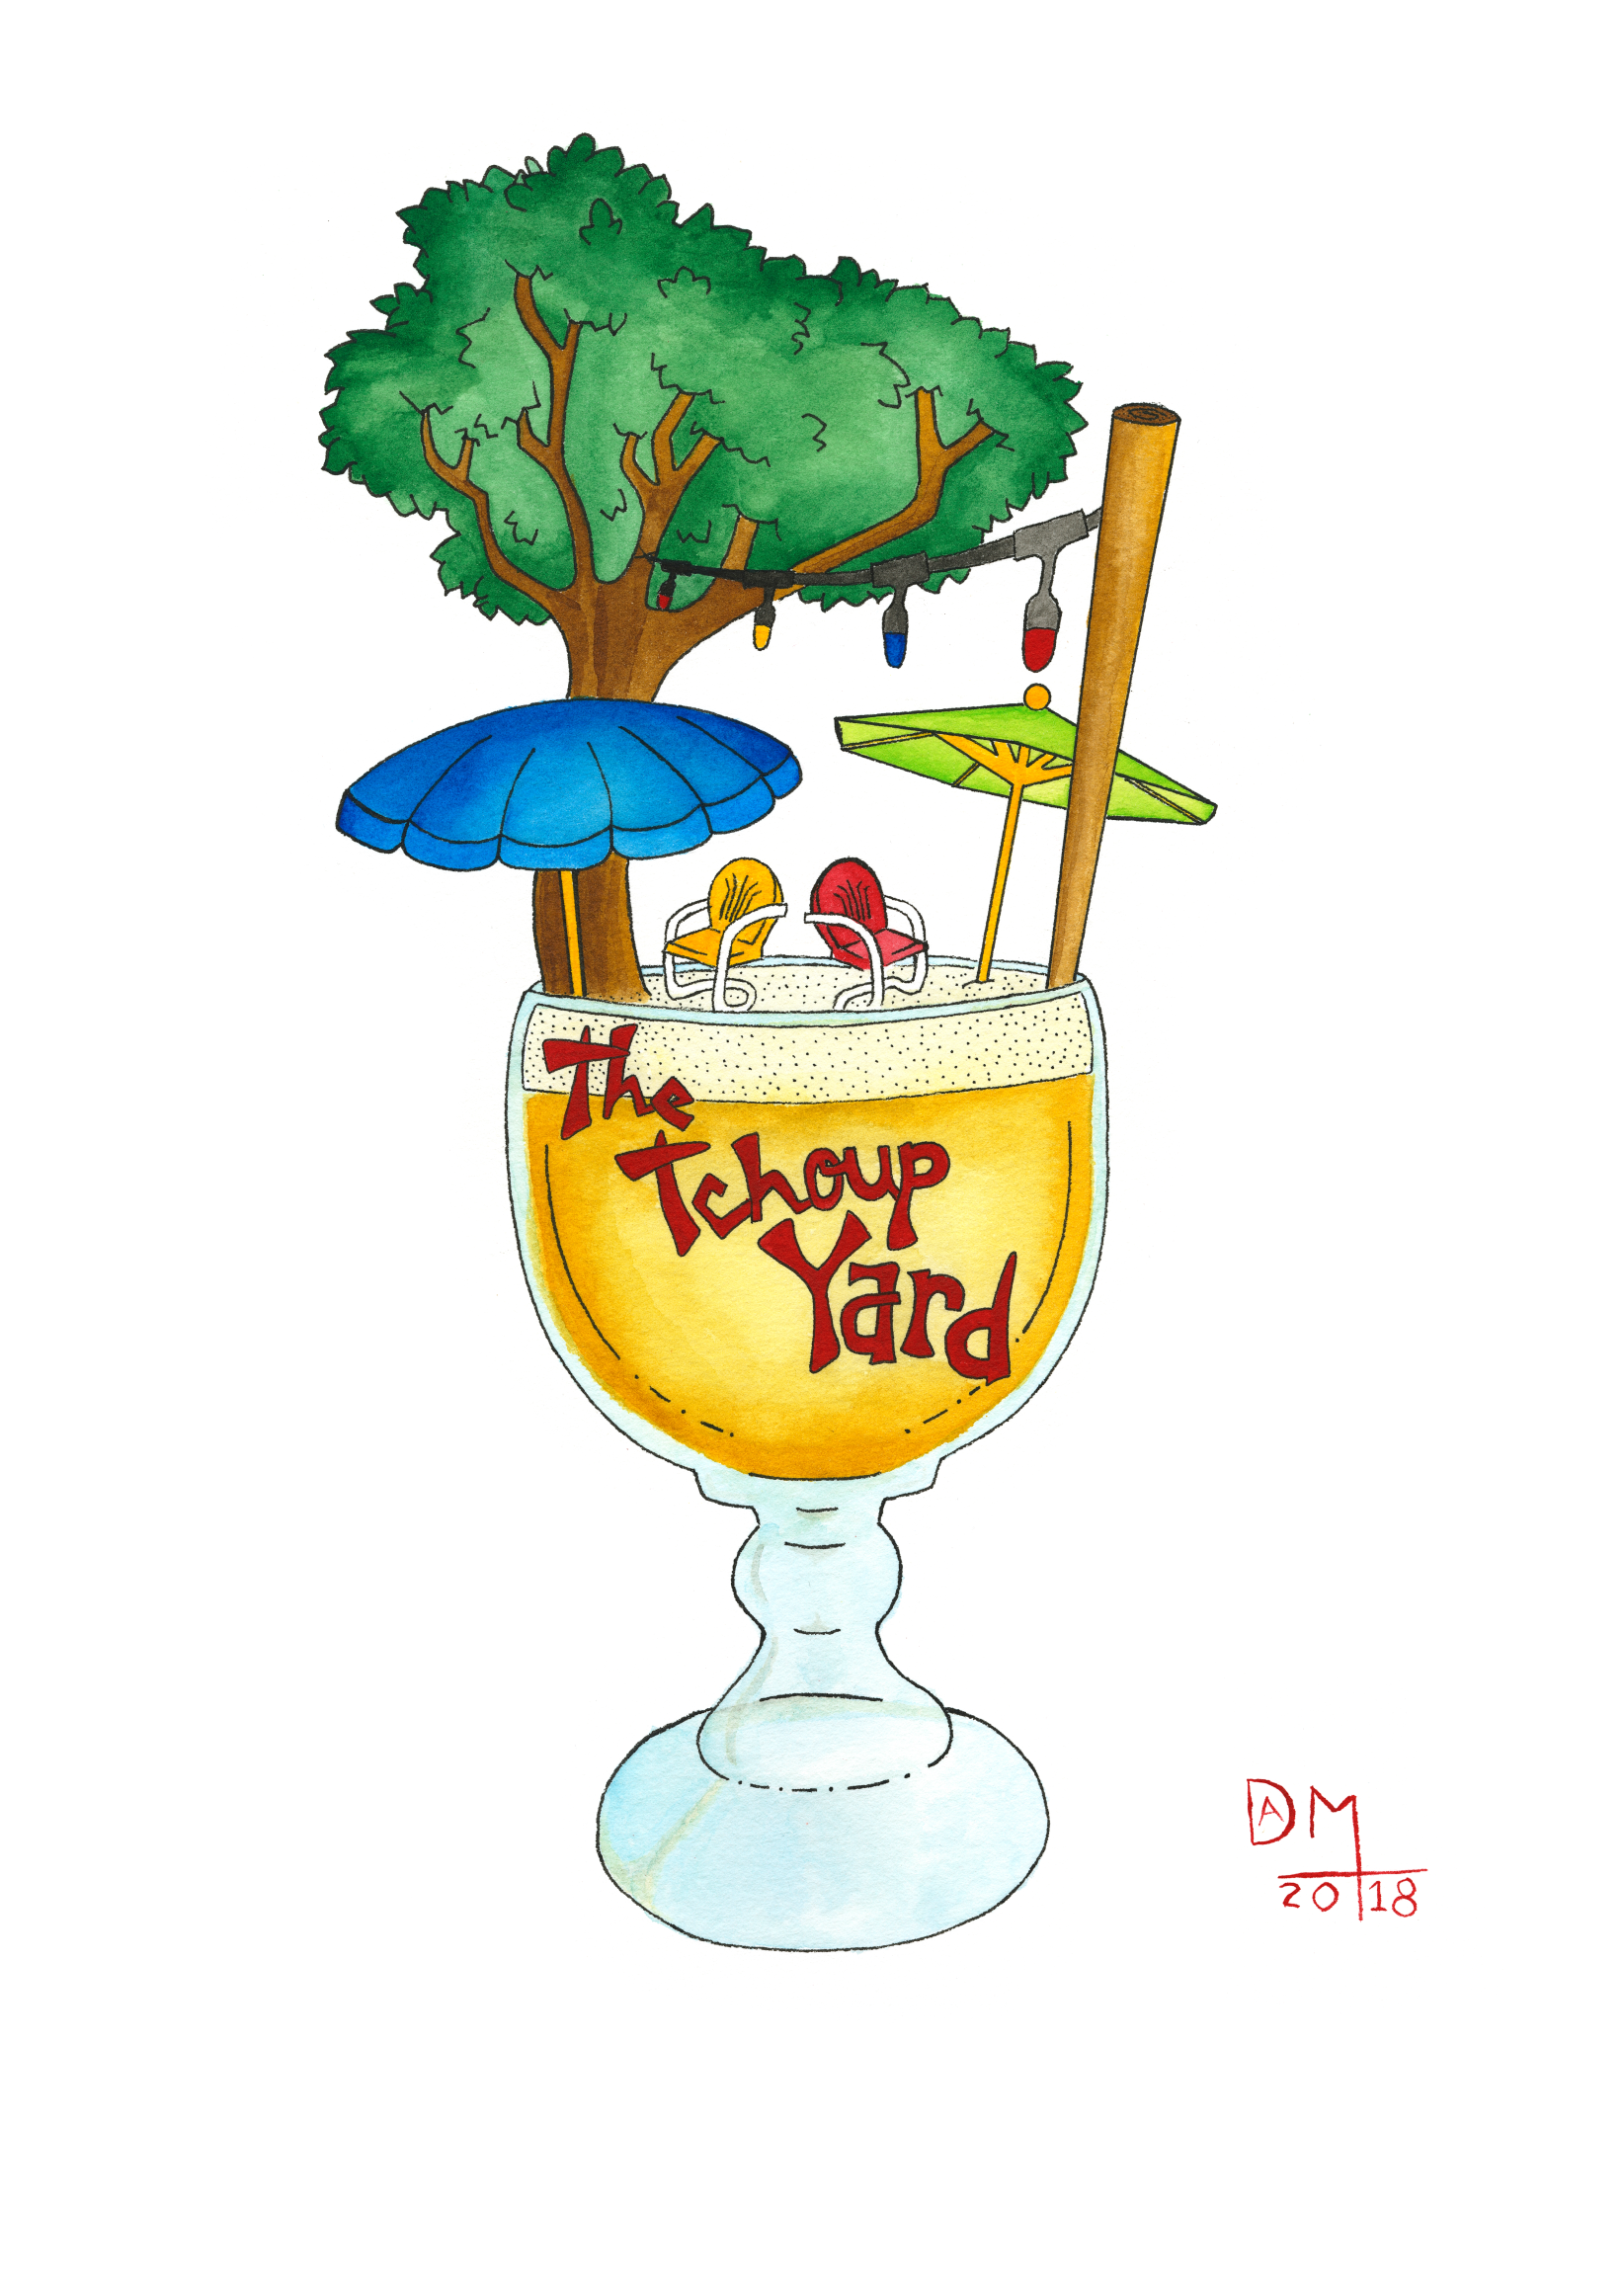 The
Tchoup
Yard
DAM
2018